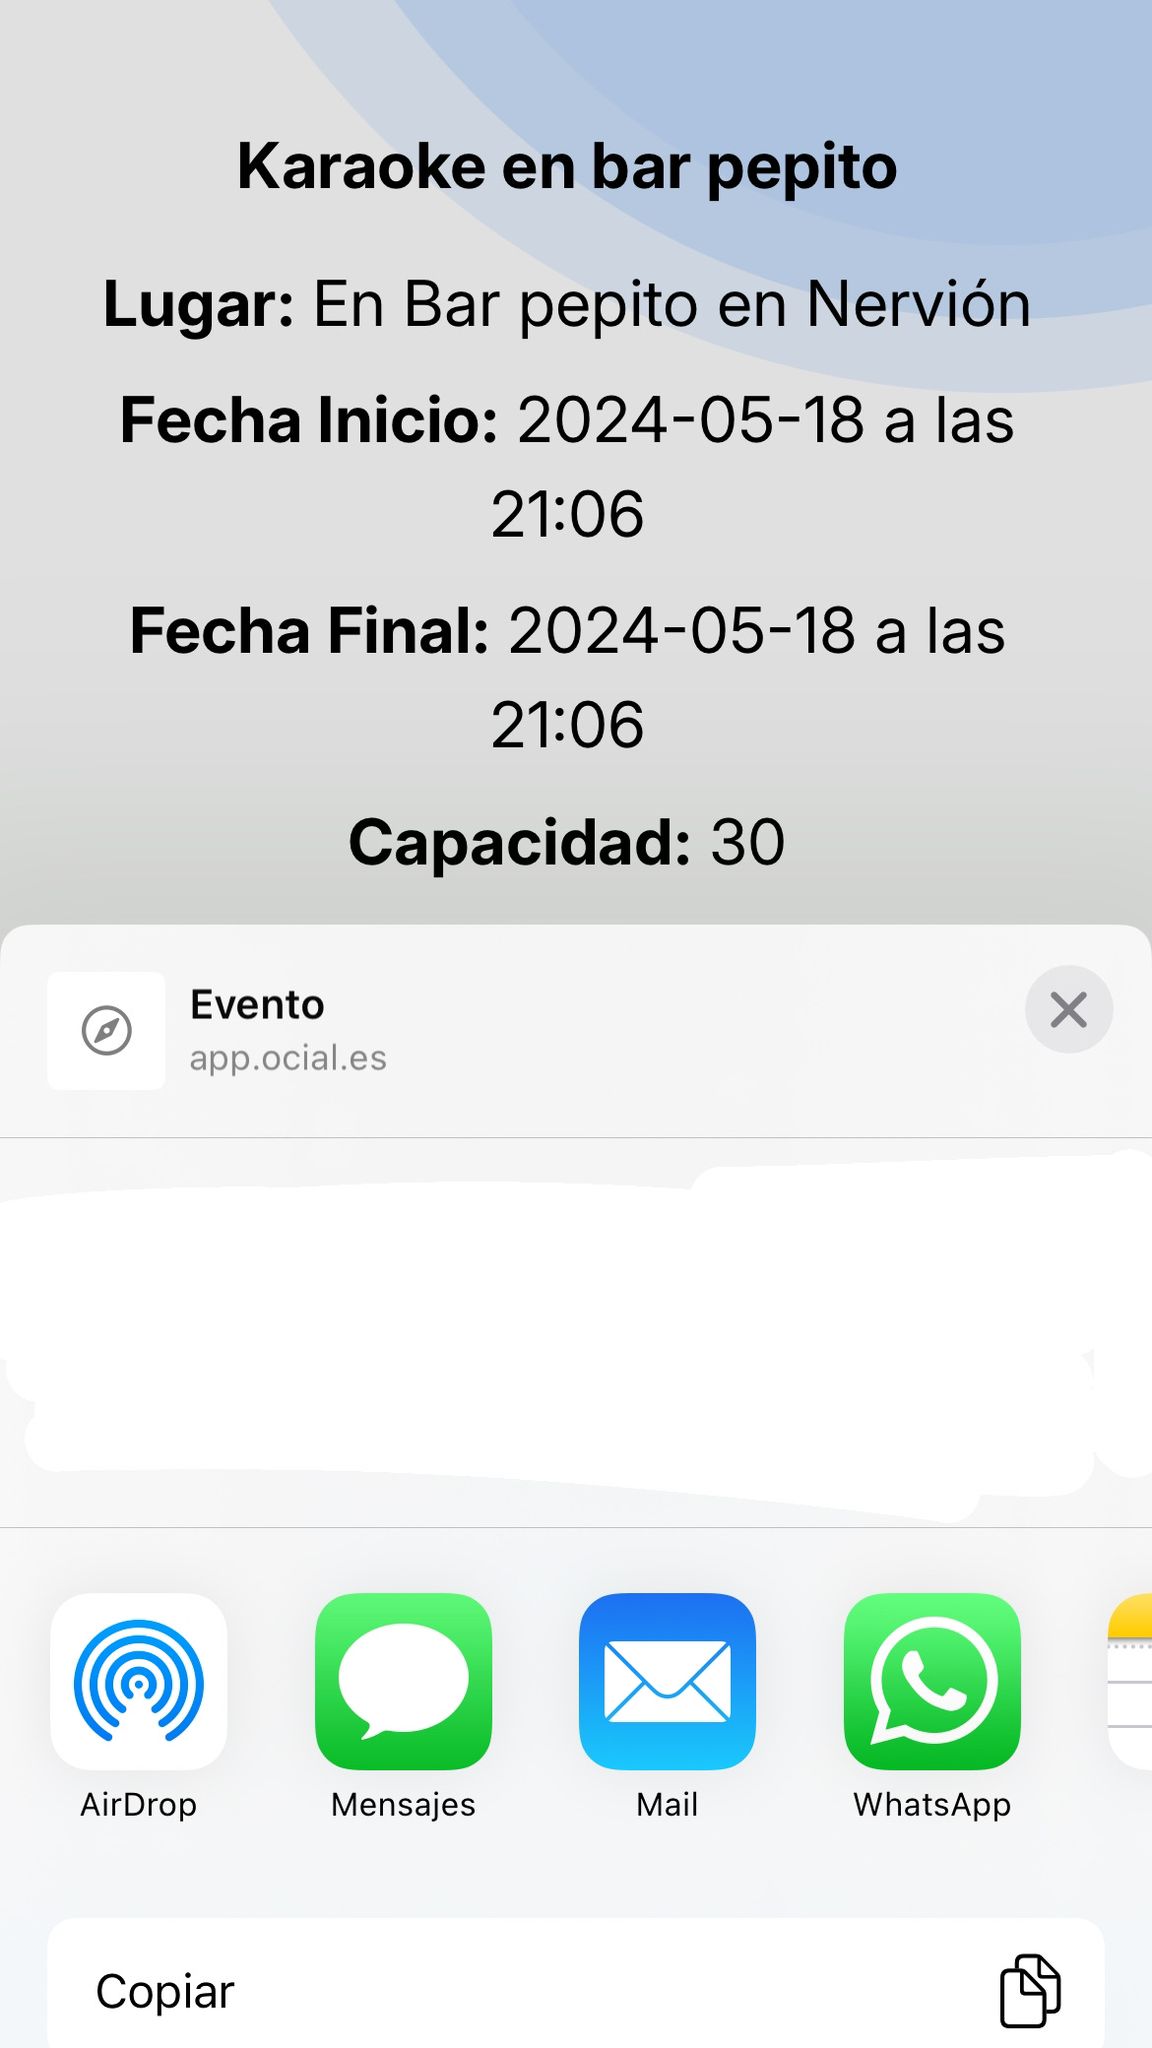 Karaoke en bar pepito
Lugar: En Bar pepito en Nervión
Fecha Inicio: 2024-05-18 a las
21:06
Fecha Final: 2024-05-18 a las
21:06
Capacidad: 30
Evento
app.ocial.es
AirDrop
Mensajes
Mail
WhatsApp
Copiar